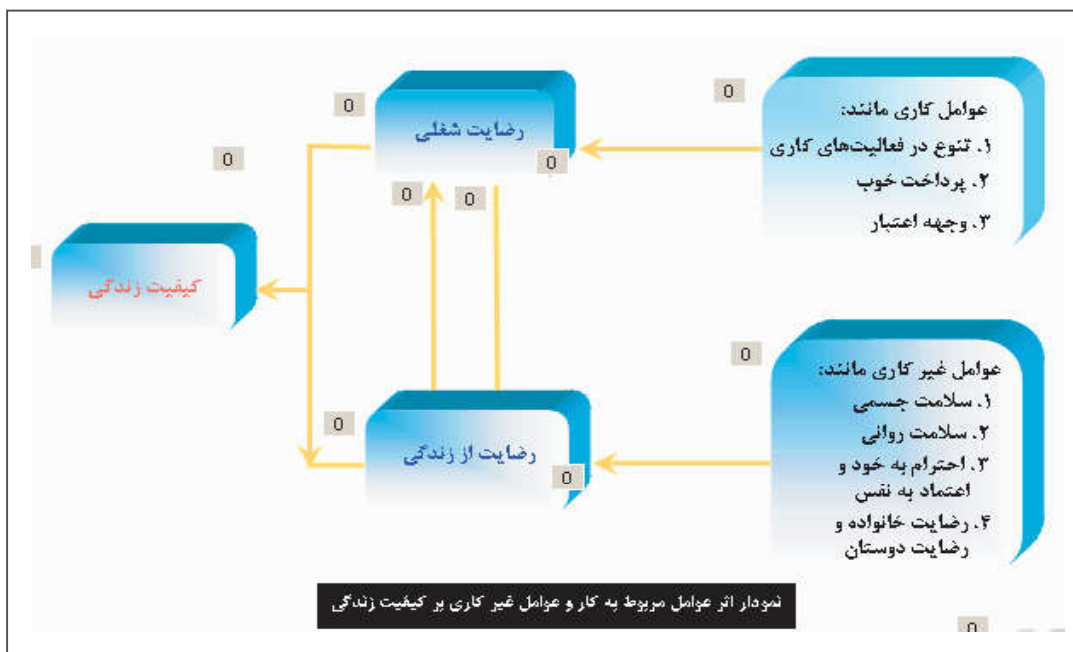 عوامل کاری مانند:
۱. تنوع در فعالیت‌های کاری
۲. پرداخت خوب
۳. وجهه اعتبار
رضایت شغلی
کیفیت زندگی
عوامل غیر کاری مانند:
۱. سلامت جسمی
۲. سلامت روانی
۳. احترام به خود و
اعتماد به نفس
۴. رضایت خانواده و
رضایت دوستان
رضایت از زندگی
نمودار اثر عوامل مربوط به کار و عوامل غیر کاری بر کیفیت زندگی
0
0
0
0
0
0
0
0
0
0
0